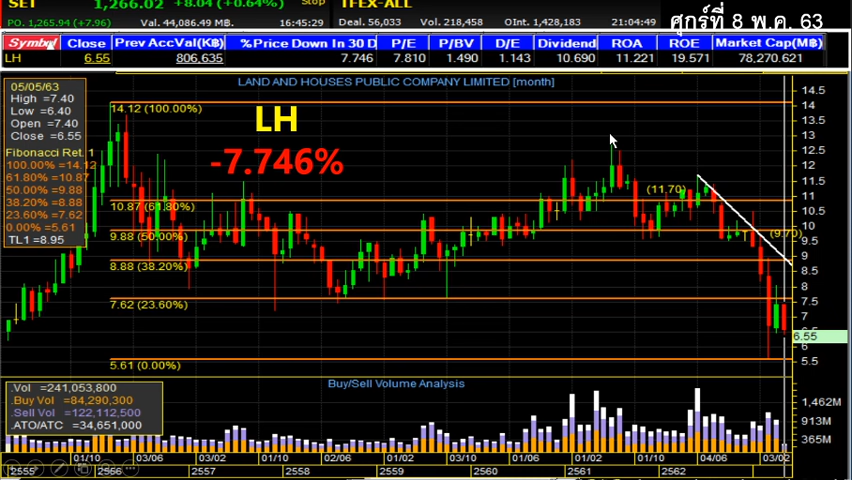 SET 1,266.02 +8.04 (+0.64%) Stop TFEX-ALL
PO. 1,265.94 (+7.96) Val. 44,086.49 MB. 16:45:29 Deal. 56,033 Vol. 218,458 OInt. 1,428,183 21:04:49
ศุกร์ที่ 8 พ.ค. 63
Symbol Close Prev AccVal(K฿) %Price Down In 30 D P/E P/BV D/E Dividend ROA ROE Market Cap(M฿)
LH 6.55 806,635 7.746 7.810 1.490 1.143 10.690 11.221 19.571 78,270.621
LAND AND HOUSES PUBLIC COMPANY LIMITED [month]
05/05/63
High =7.40
Low =6.40
Open =7.40
Close =6.55
Fibonacci Ret. 1
100.00% =14.12
61.80% =10.87
50.00% =9.88
38.20% =8.88
23.60% =7.62
0.00% =5.61
TL1 =8.95
LH
-7.746%
14.12 (100.00%)
10.87 (61.80%)
9.88 (50.00%)
8.88 (38.20%)
7.62 (23.60%)
5.61 (0.00%)
(11.70)
(9.70)
14.5
14
13.5
13
12.5
12
11.5
11
10.5
10
9.5
9
8.5
8
7.5
7
6.55
6
5.5
Buy/Sell Volume Analysis
.Vol =241,053,800
.Buy Vol =84,290,300
.Sell Vol =122,112,500
.ATO/ATC =34,651,000
1,462M
913M
365M
01/10 03/06 03/02 01/10 02/06 03/02 03/10 01/06 01/02 01/10 04/06 03/02
2555 2566 2557 2558 2559 2560 2561 2562